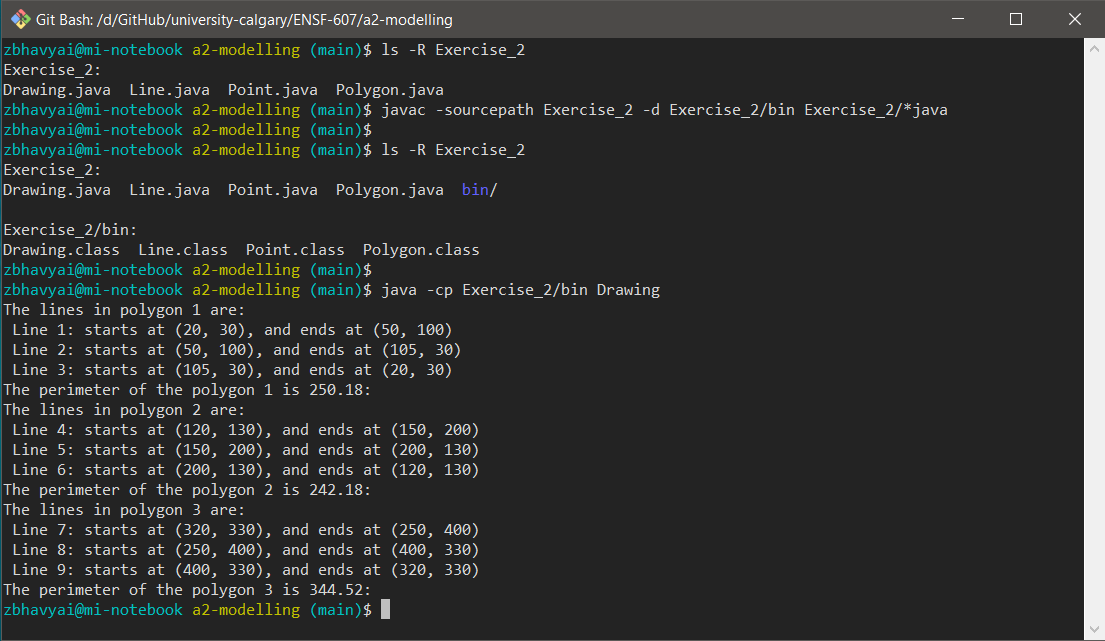 Git Bash: /d/GitHub/university-calgary/ENSF-607/a2-modelling
zbhavyai@mi-notebook a2-modelling (main)$ ls -R Exercise_2
Exercise_2:
Drawing.java  Line.java  Point.java  Polygon.java
zbhavyai@mi-notebook a2-modelling (main)$ javac -sourcepath Exercise_2 -d Exercise_2/bin Exercise_2/*java
zbhavyai@mi-notebook a2-modelling (main)$
zbhavyai@mi-notebook a2-modelling (main)$ ls -R Exercise_2
Exercise_2:
Drawing.java  Line.java  Point.java  Polygon.java  bin/

Exercise_2/bin:
Drawing.class  Line.class  Point.class  Polygon.class
zbhavyai@mi-notebook a2-modelling (main)$
zbhavyai@mi-notebook a2-modelling (main)$ java -cp Exercise_2/bin Drawing
The lines in polygon 1 are:
 Line 1: starts at (20, 30), and ends at (50, 100)
 Line 2: starts at (50, 100), and ends at (105, 30)
 Line 3: starts at (105, 30), and ends at (20, 30)
The perimeter of the polygon 1 is 250.18:
The lines in polygon 2 are:
 Line 4: starts at (120, 130), and ends at (150, 200)
 Line 5: starts at (150, 200), and ends at (200, 130)
 Line 6: starts at (200, 130), and ends at (120, 130)
The perimeter of the polygon 2 is 242.18:
The lines in polygon 3 are:
 Line 7: starts at (320, 330), and ends at (250, 400)
 Line 8: starts at (250, 400), and ends at (400, 330)
 Line 9: starts at (400, 330), and ends at (320, 330)
The perimeter of the polygon 3 is 344.52:
zbhavyai@mi-notebook a2-modelling (main)$